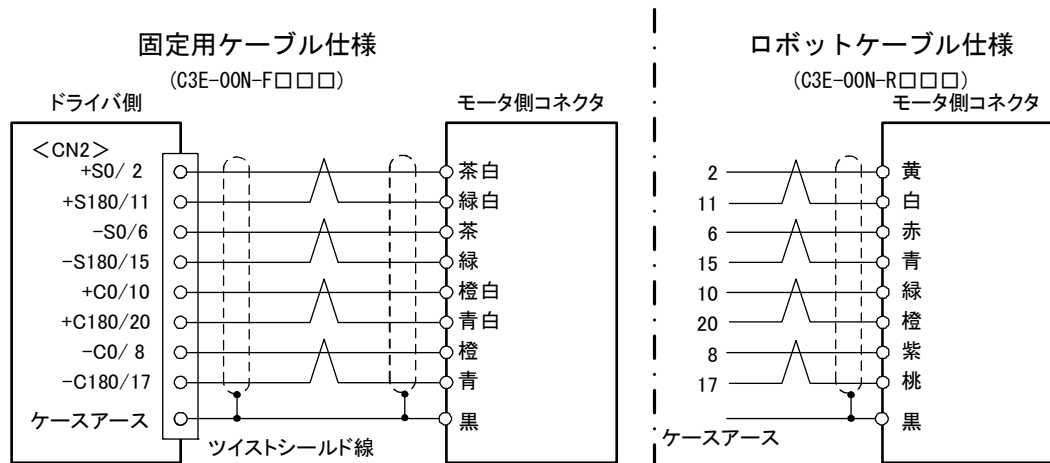 固定用ケーブル仕様
(C3E-00N-F□□□)
ドライバ側
モータ側コネクタ
＜CN2＞
+S0/ 2
茶白
+S180/11
緑白
-S0/6
茶
-S180/15
緑
+C0/10
橙白
+C180/20
青白
-C0/ 8
橙
-C180/17
青
ケースアース
黒
ツイストシールド線
ロボットケーブル仕様
(C3E-00N-R□□□)
モータ側コネクタ
2
黄
11
白
6
赤
15
青
10
緑
20
橙
8
紫
17
桃
黒
ケースアース